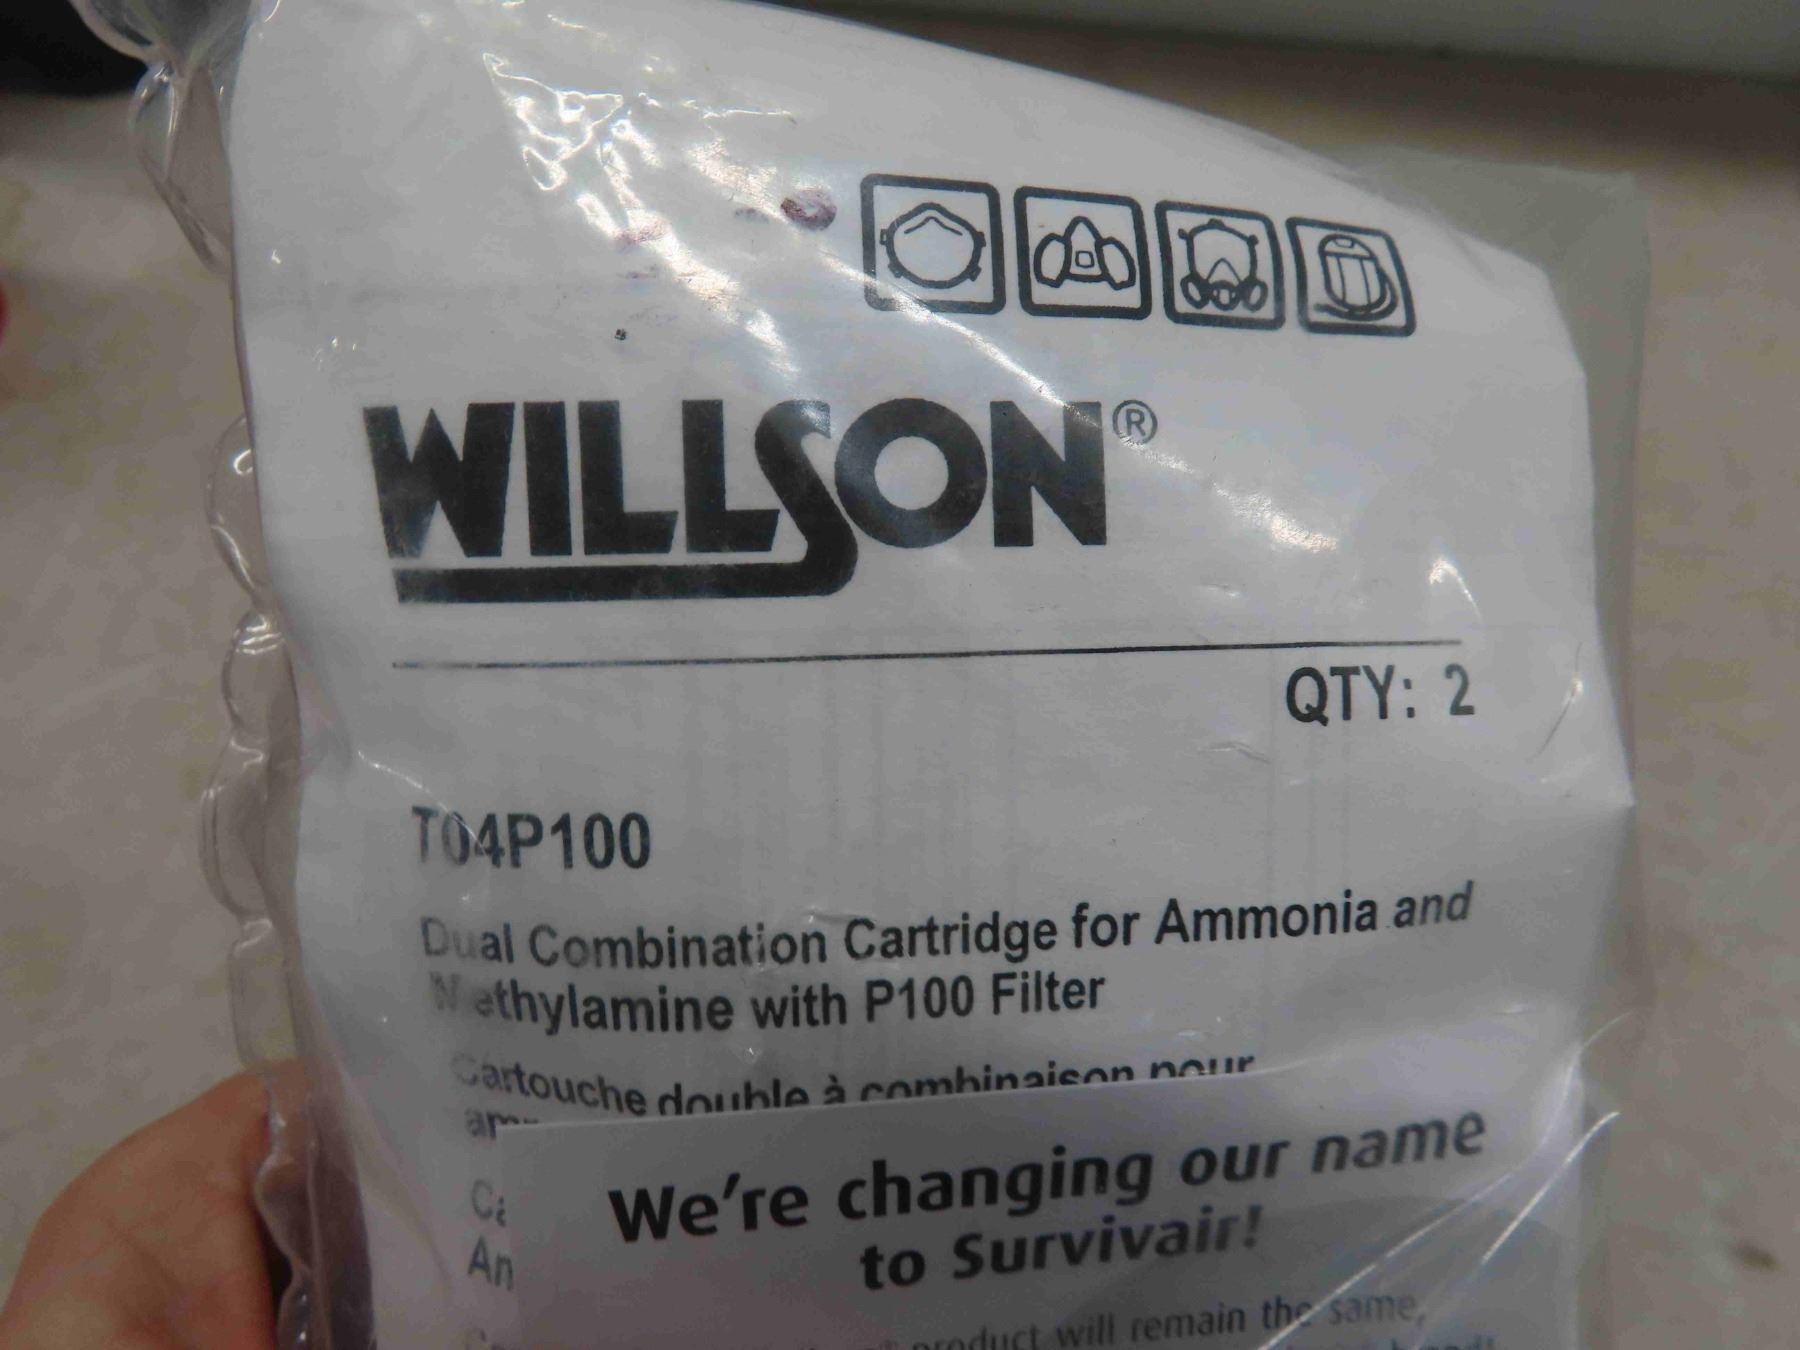 WILLSON®
QTY: 2
T04P100
Dual Combination Cartridge for Ammonia and
Methylamine with P100 Filter
Cartouche double à combinaison pour
We're changing our name
to Survivair!
product will remain the same,